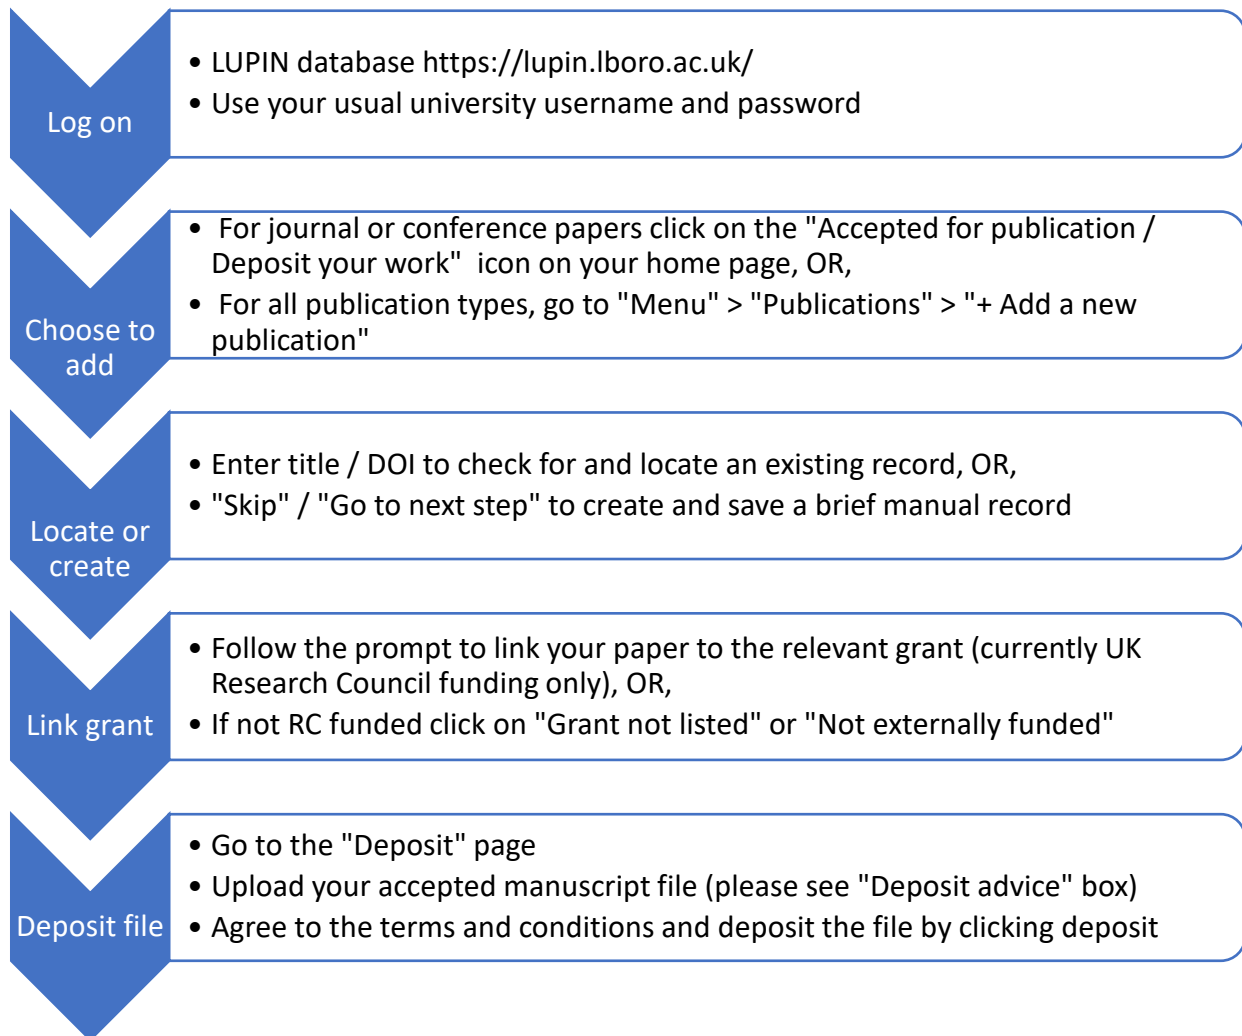 Log on
• LUPIN database https://lupin.lboro.ac.uk/
• Use your usual university username and password
Choose to
add
• For journal or conference papers click on the "Accepted for publication /
Deposit your work" icon on your home page, OR,
• For all publication types, go to "Menu" > "Publications" > "+ Add a new
publication"
Locate or
create
• Enter title / DOI to check for and locate an existing record, OR,
• "Skip" / "Go to next step" to create and save a brief manual record
Link grant
• Follow the prompt to link your paper to the relevant grant (currently UK
Research Council funding only), OR,
• If not RC funded click on "Grant not listed" or "Not externally funded"
Deposit file
• Go to the "Deposit" page
• Upload your accepted manuscript file (please see "Deposit advice" box)
• Agree to the terms and conditions and deposit the file by clicking deposit